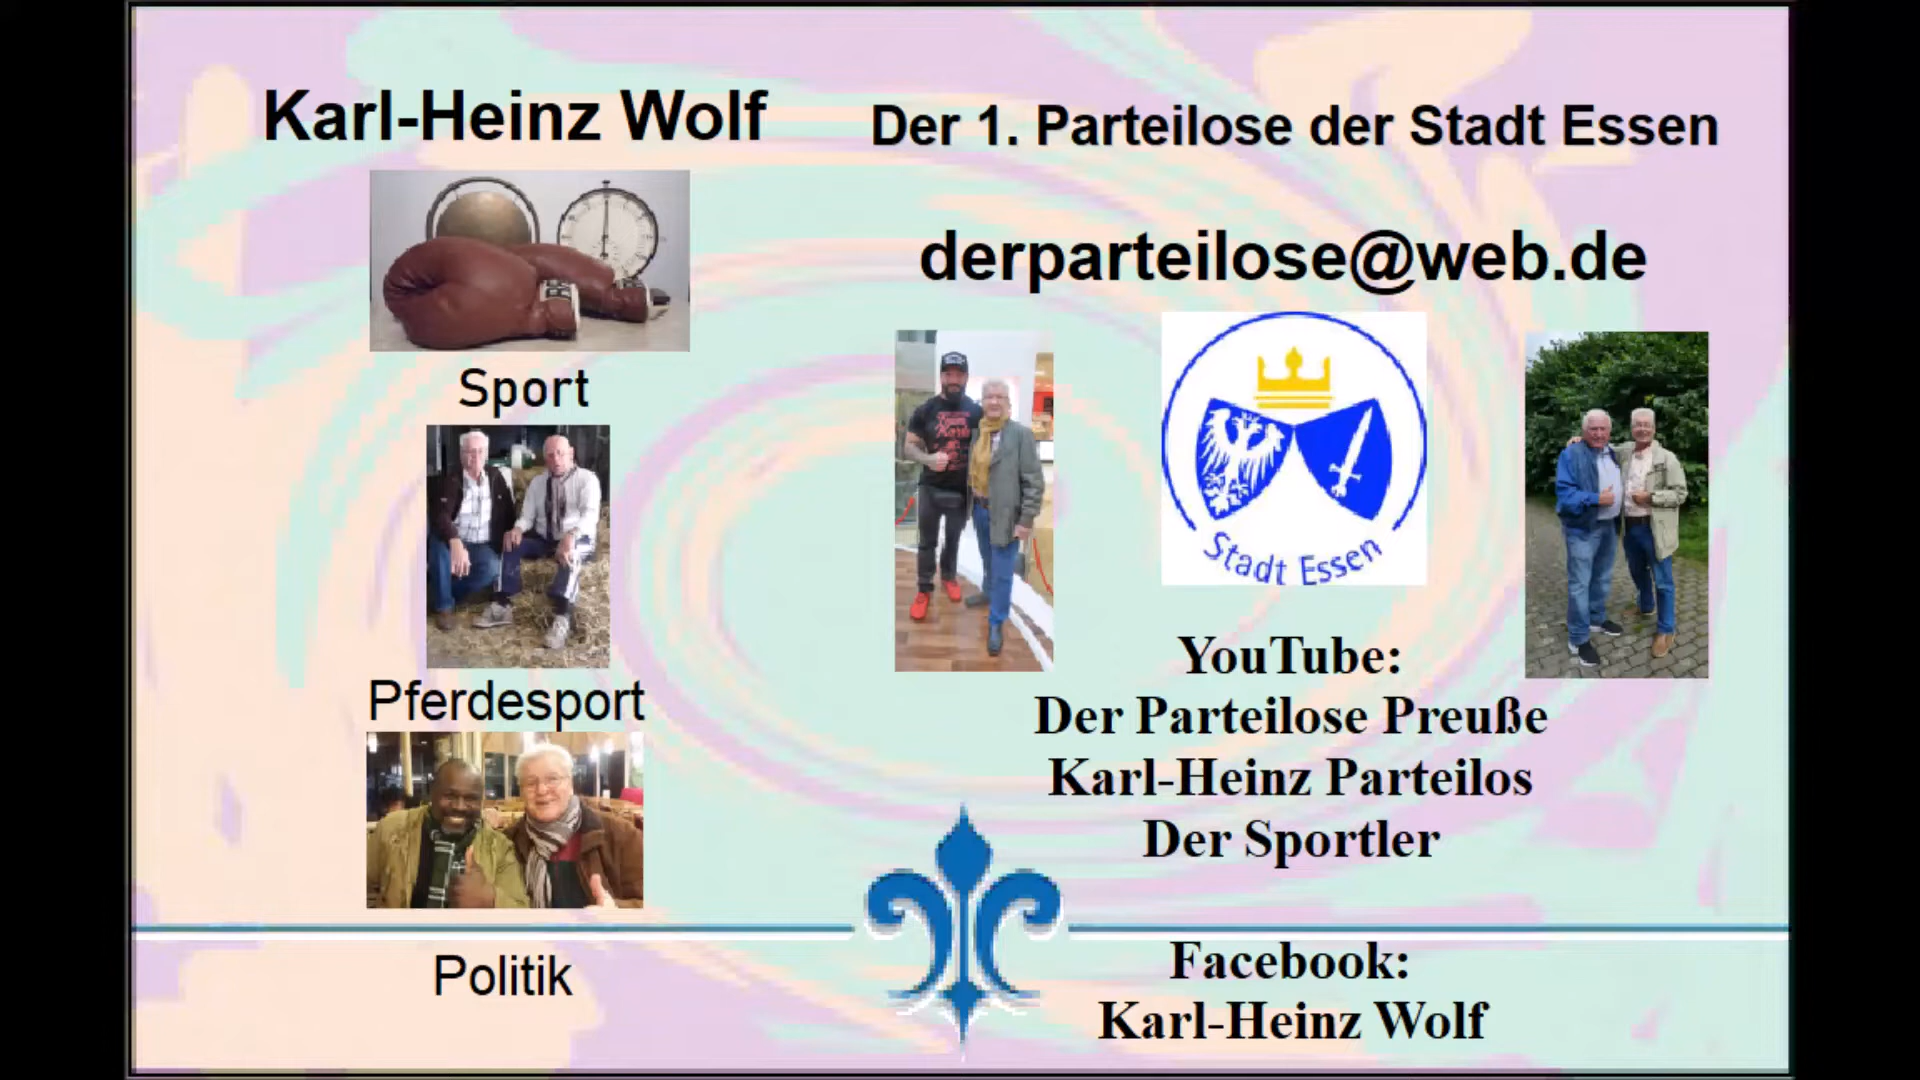 Karl-Heinz Wolf
Der 1. Parteilose der Stadt Essen
derparteilose@web.de
Sport
Pferdesport
Politik
Stadt Essen
YouTube:
Der Parteilose Preuße
Karl-Heinz Parteilos
Der Sportler
Facebook:
Karl-Heinz Wolf